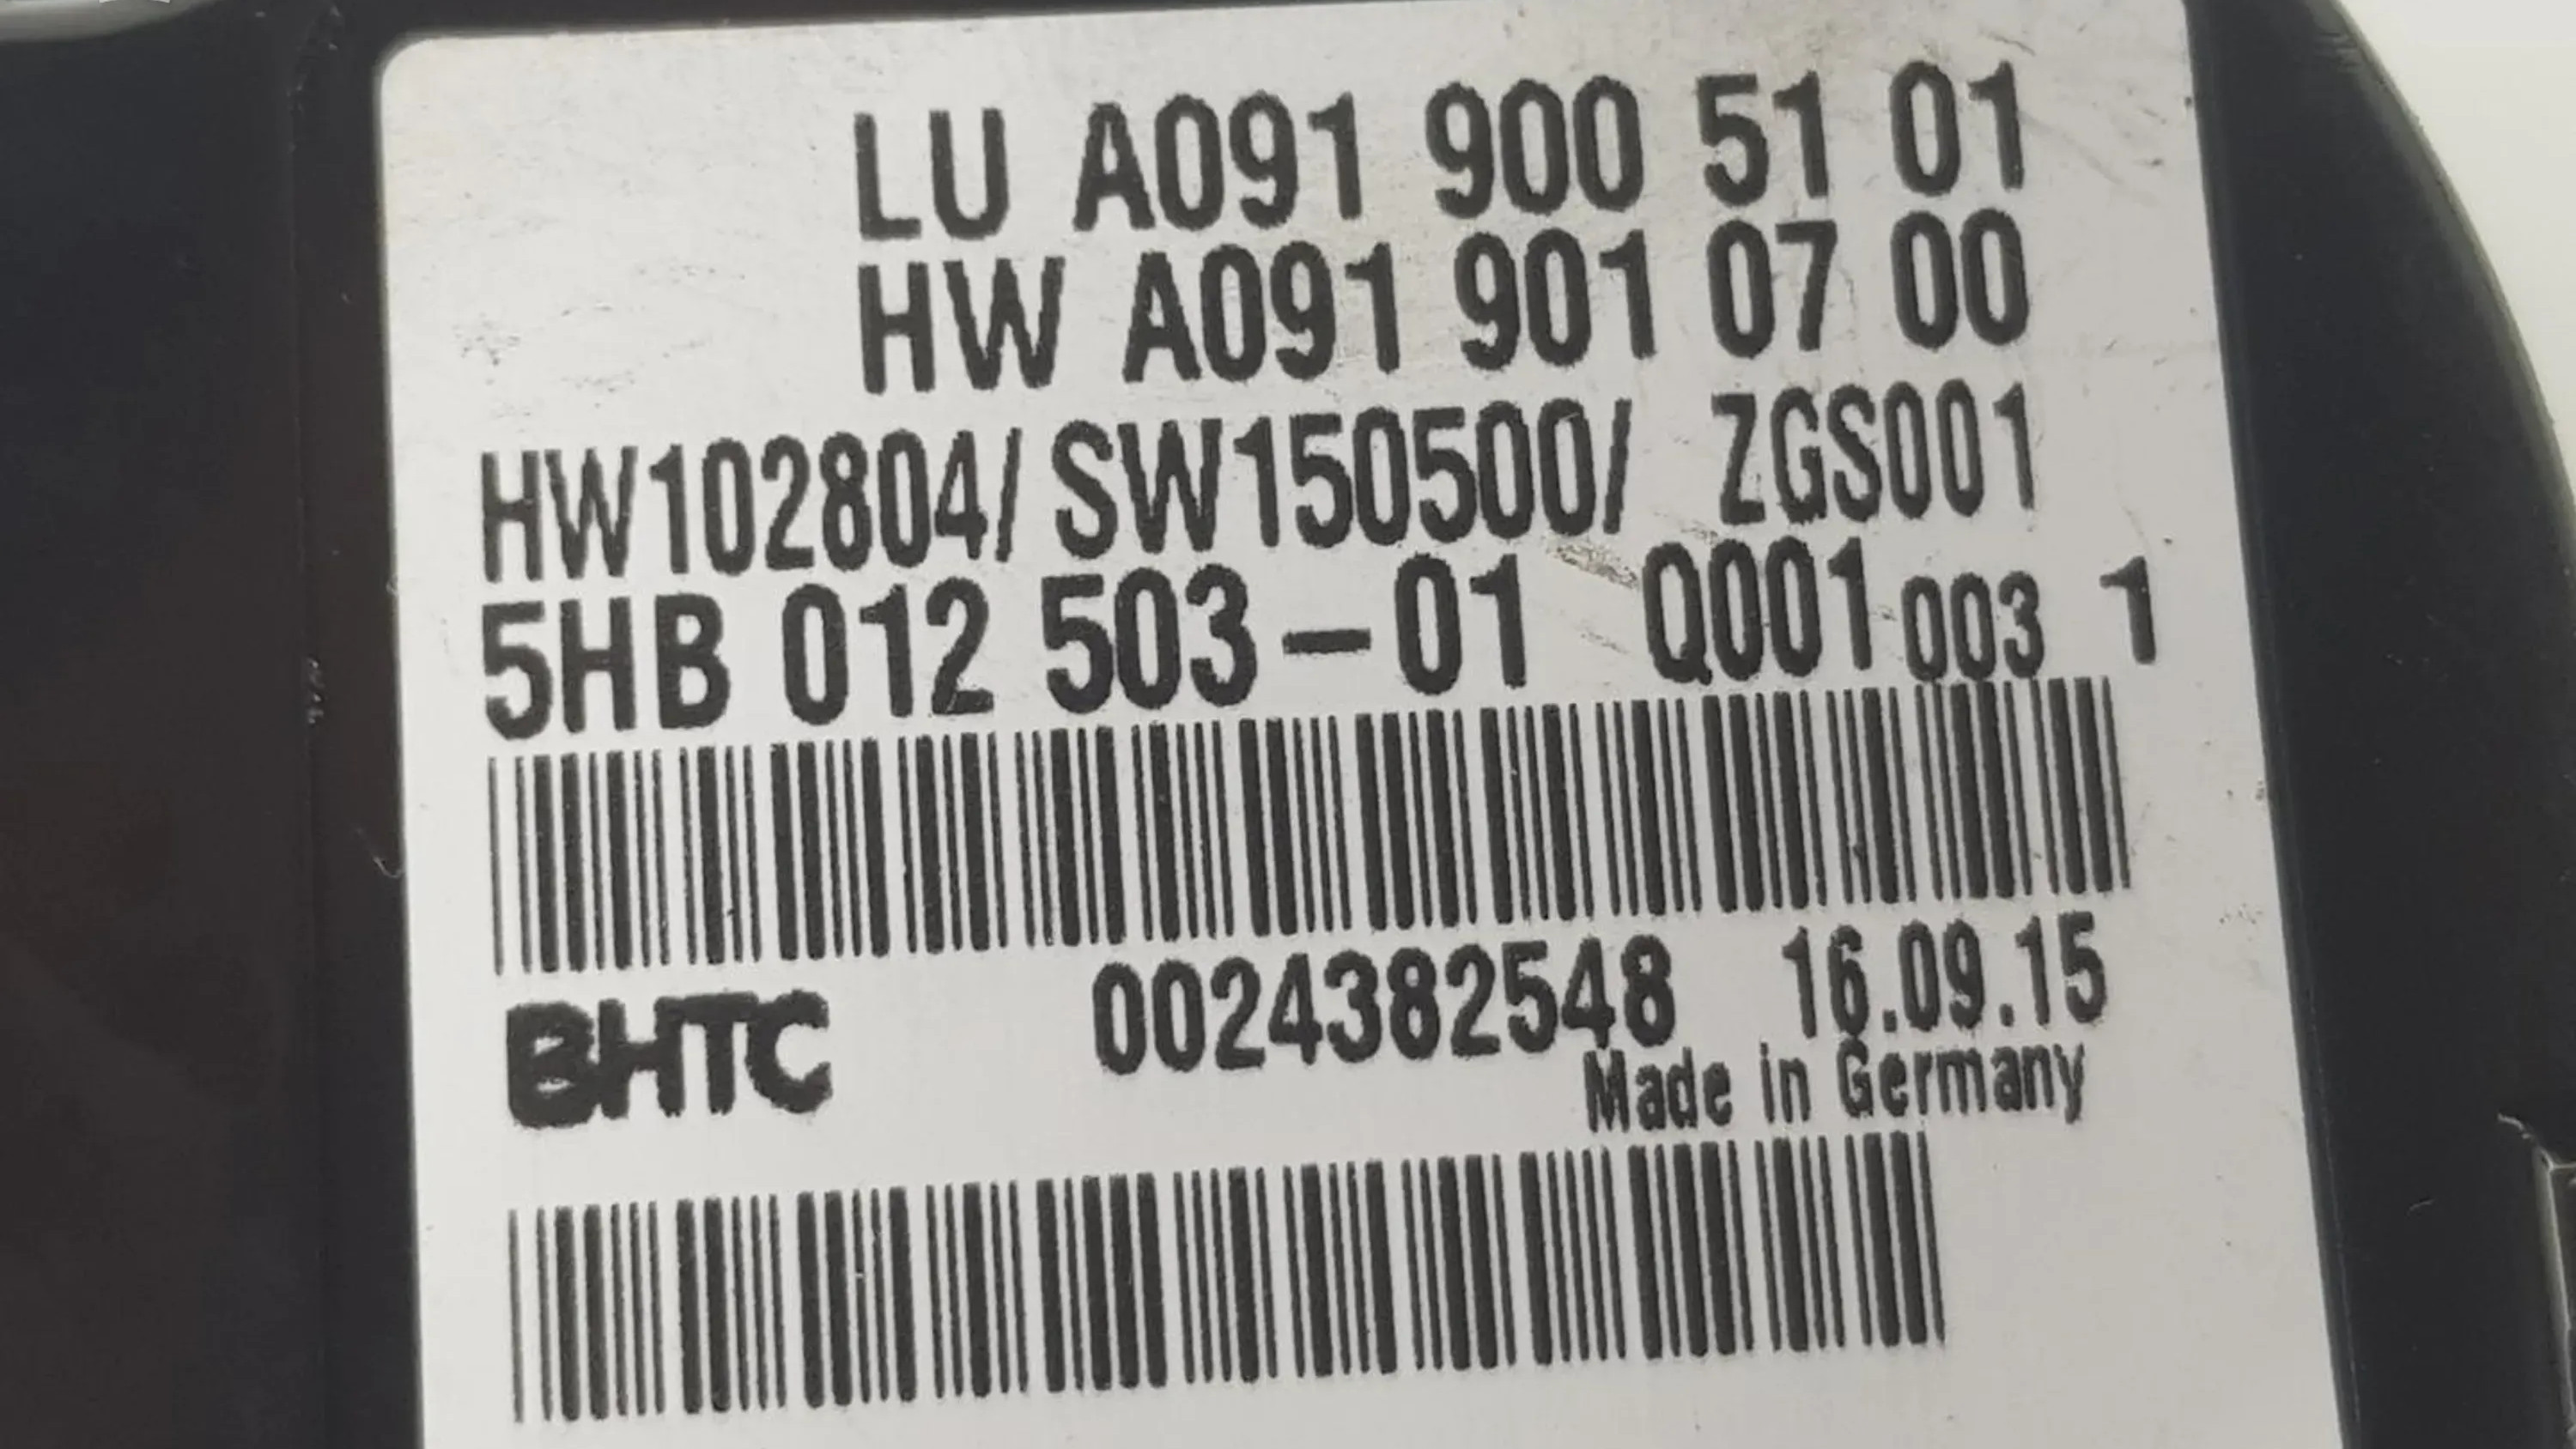 LU A091 900 51 01
HW A091 901 07 00
HW102804/ SW150500/ ZGS001
5HB 012 503-01 Q001 003 1
BHTC 0024382548 16.09.15
Made in Germany